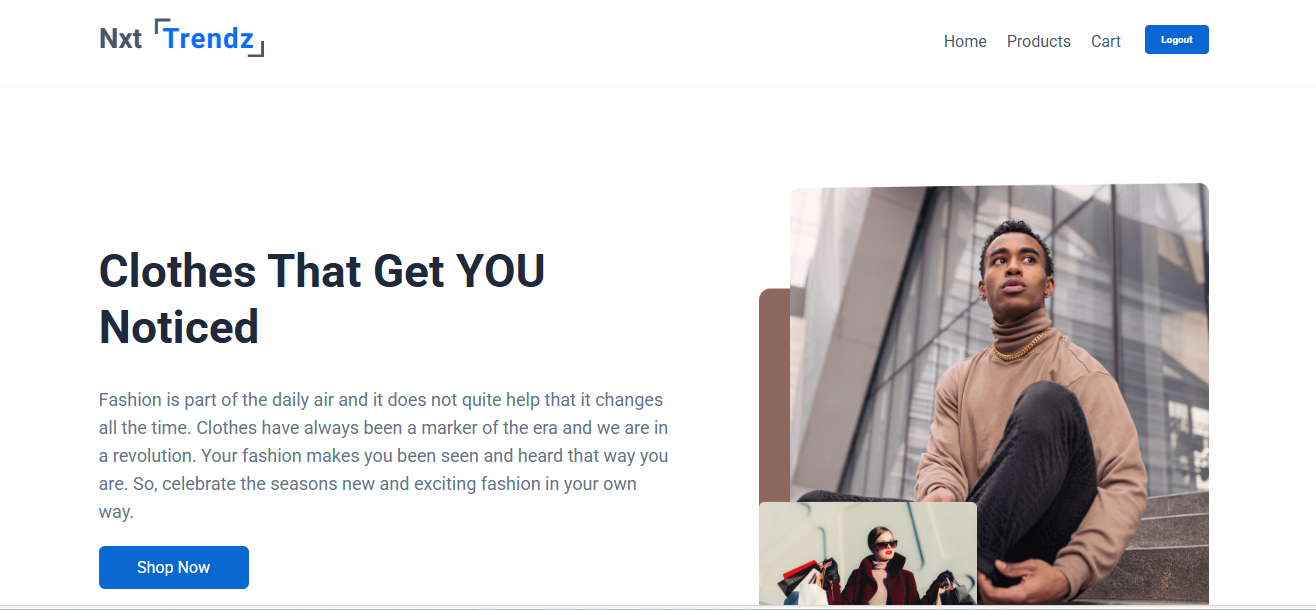 Nxt Trendz
Home Products Cart Logout
Clothes That Get YOU
Noticed
Fashion is part of the daily air and it does not quite help that it changes
all the time. Clothes have always been a marker of the era and we are in
a revolution. Your fashion makes you been seen and heard that way you
are. So, celebrate the seasons new and exciting fashion in your own
way.
Shop Now